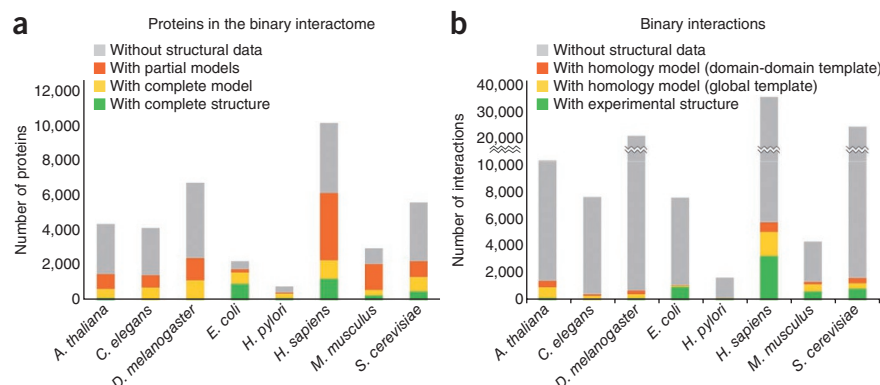 a
Proteins in the binary interactome
Without structural data
With partial models
With complete model
With complete structure
Number of proteins
12,000
10,000
8,000
6,000
4,000
2,000
0
A. thaliana
C. elegans
D. melanogaster
E. coli
H. pylori
H. sapiens
M. musculus
S. cerevisiae
b
Binary interactions
Without structural data
With homology model (domain-domain template)
With homology model (global template)
With experimental structure
Number of interactions
40,000
30,000
20,000
10,000
8,000
6,000
4,000
2,000
0
A. thaliana
C. elegans
D. melanogaster
E. coli
H. pylori
H. sapiens
M. musculus
S. cerevisiae